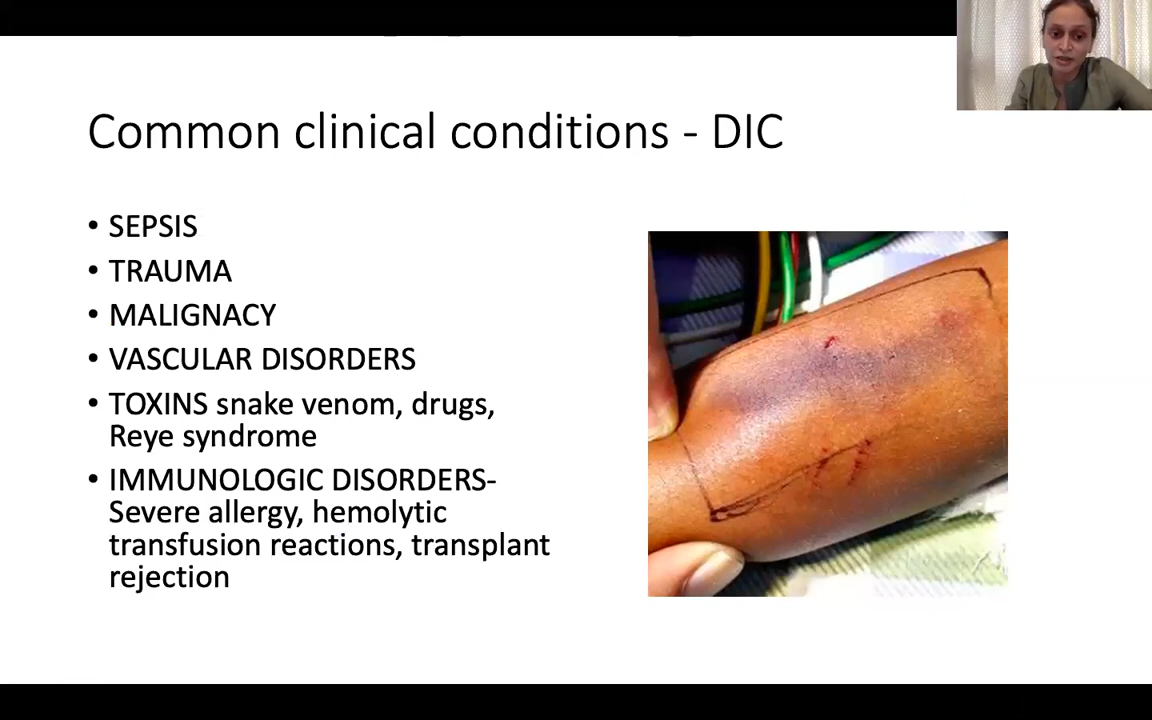 Common clinical conditions - DIC
• SEPSIS
• TRAUMA
• MALIGNACY
• VASCULAR DISORDERS
• TOXINS snake venom, drugs,
Reye syndrome
• IMMUNOLOGIC DISORDERS-
Severe allergy, hemolytic
transfusion reactions, transplant
rejection